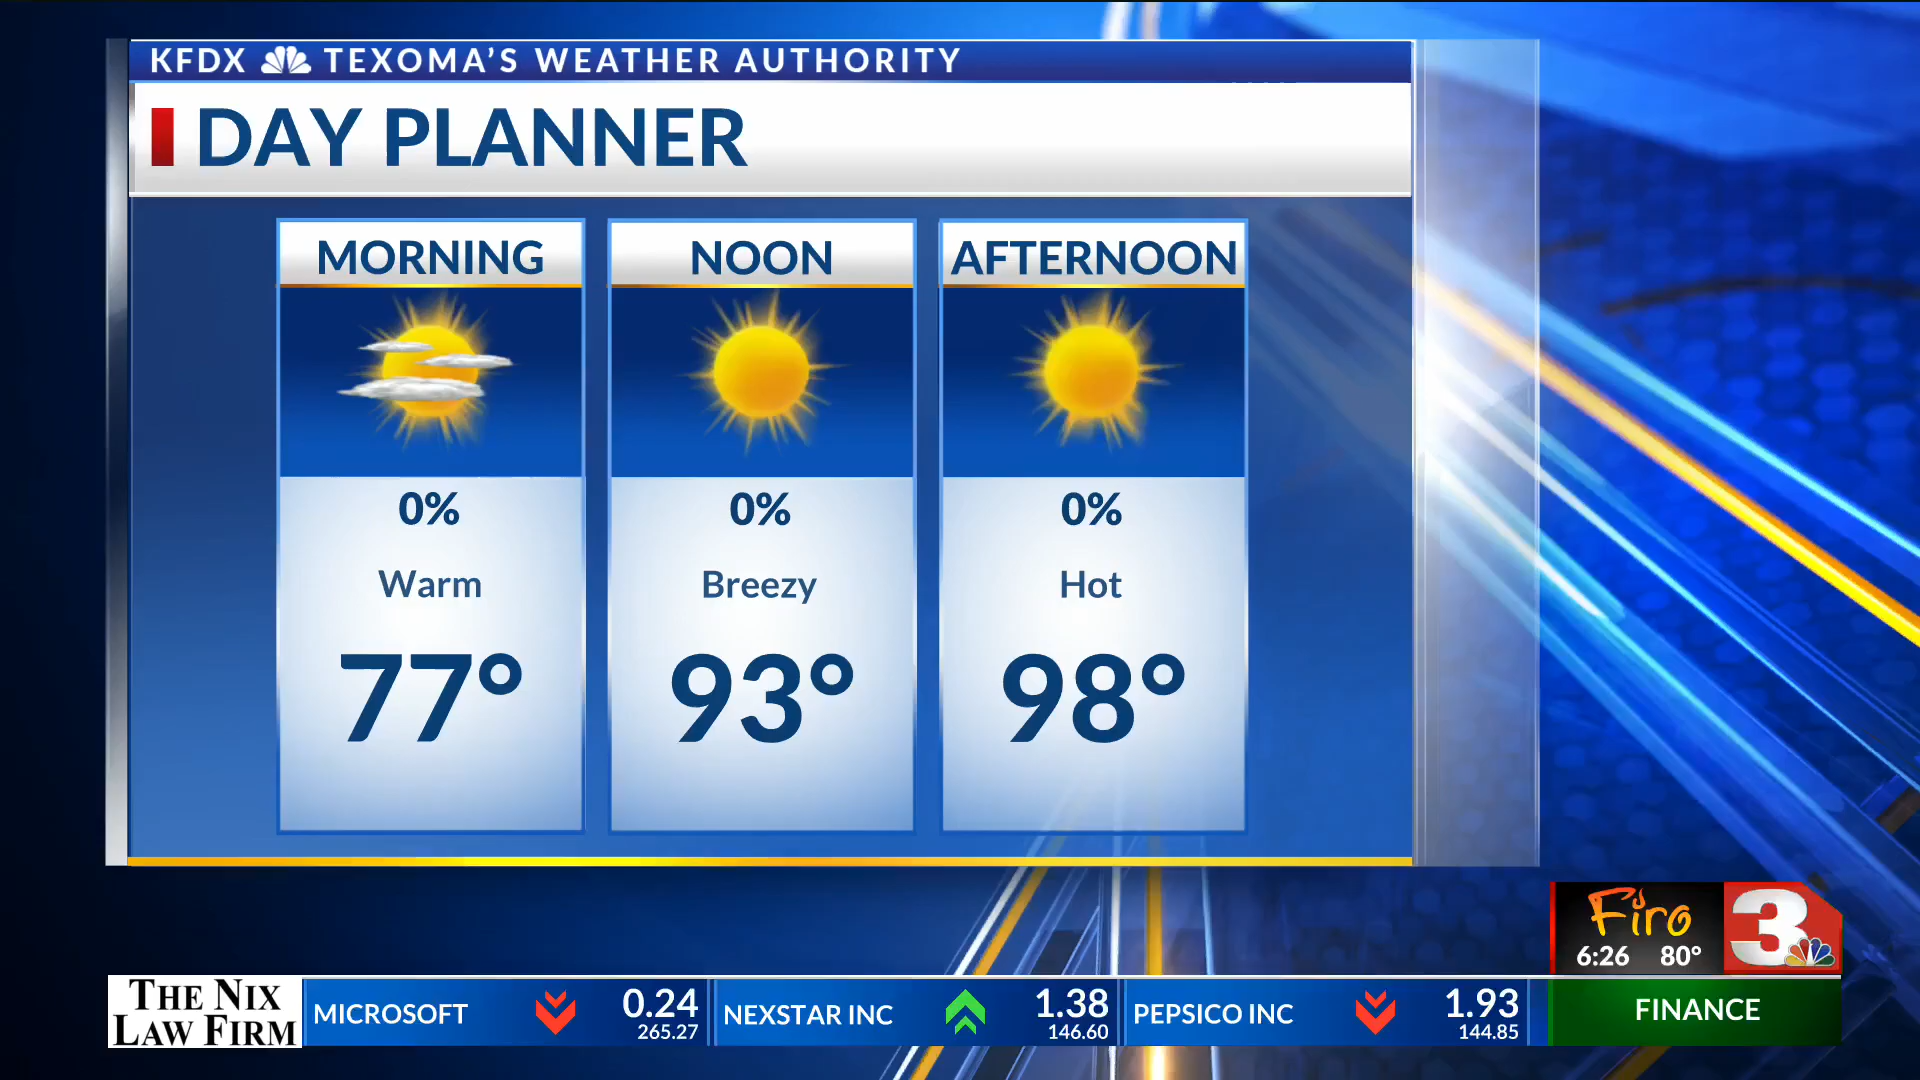 KFDX TEXOMA'S WEATHER AUTHORITY
DAY PLANNER
MORNING
0%
Warm
77°
NOON
0%
Breezy
93°
AFTERNOON
0%
Hot
98°
Firo
6:26 80°
3
THE NIX
LAW FIRM
MICROSOFT 0.24
265.27
NEXSTAR INC 1.38
146.60
PEPSICO INC 1.93
144.85
FINANCE